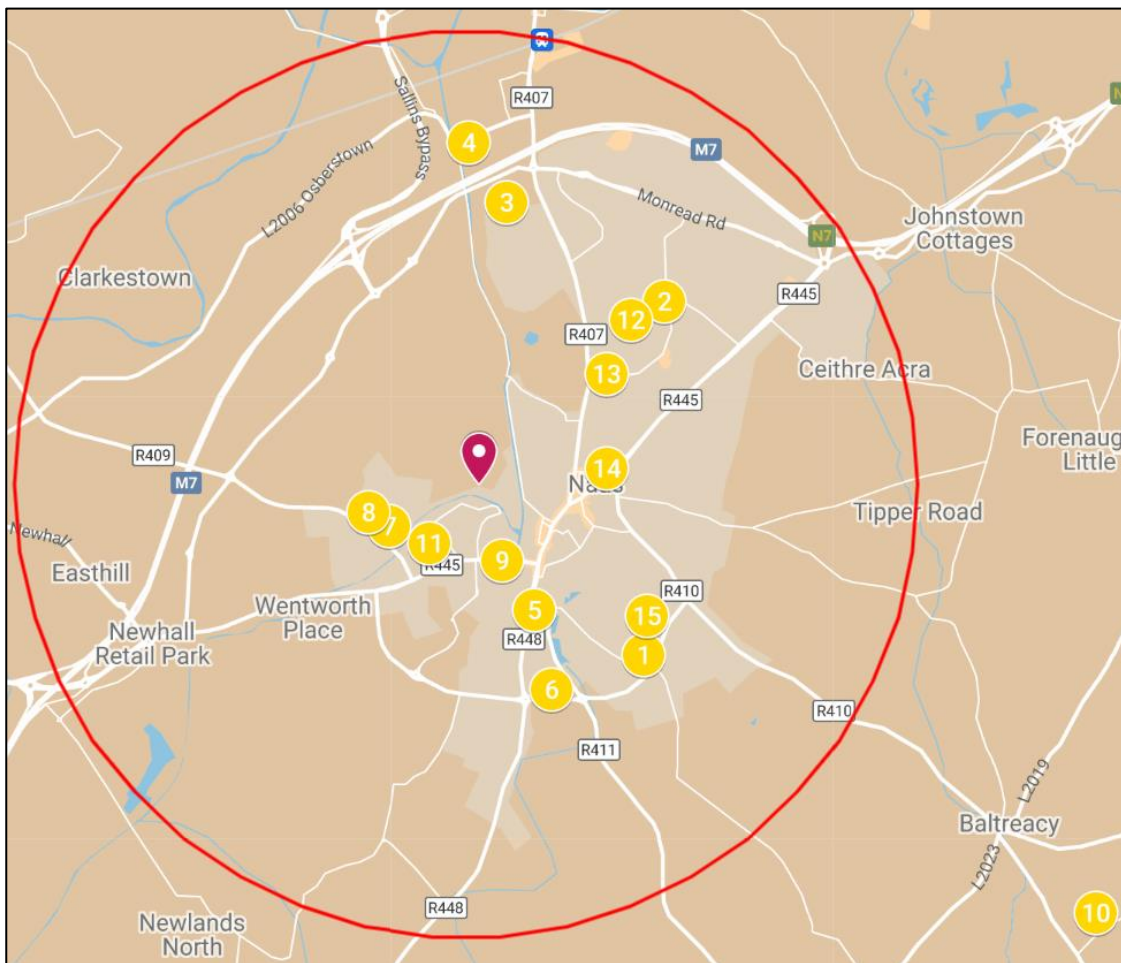 R407
Sallins Bypass
4
M7
L2006 Osberstown
3
Monread Rd
Johnstown
Cottages
N7
Clarkestown
2
R445
12
R407
13
Ceithre Acra
R445
R409
Forenaug
Little
M7
14
Naas
8
7
Tipper Road
Newhall
11
9
R445
Easthill
R410
Wentworth
Place
5
15
Newhall
Retail Park
R448
1
6
R410
R411
L2019
Baltreacy
L2023
R448
10
Newlands
North